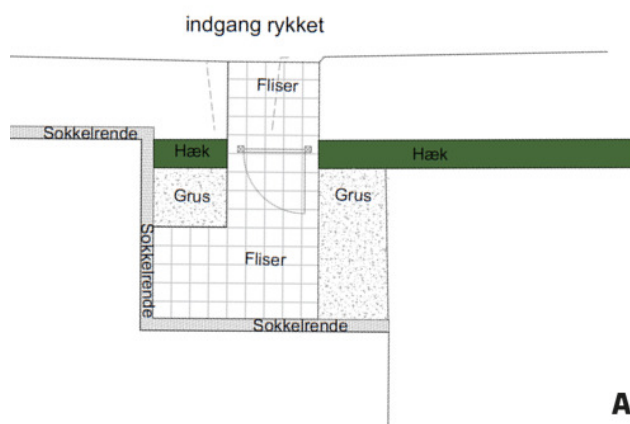 indgang rykket
Fliser
Sokkelrende
Hæk
Hæk
Grus
Grus
Sokkelrende
Fliser
Sokkelrende
A